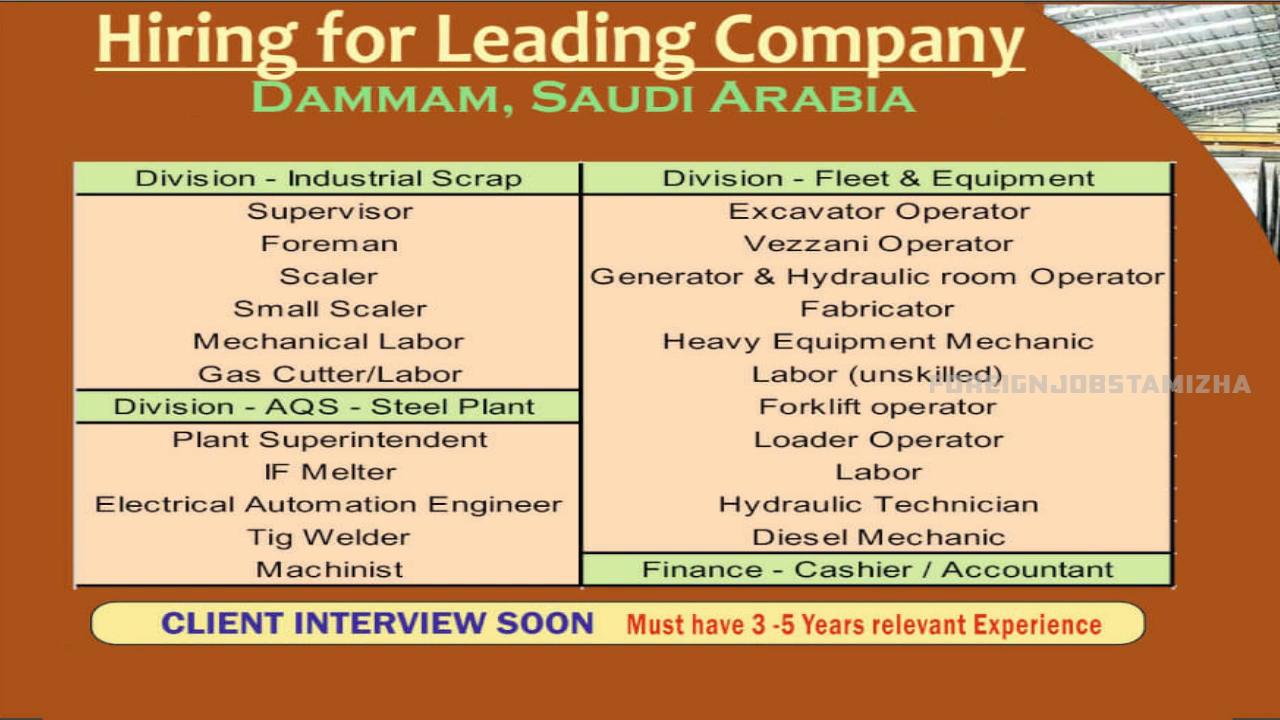 Hiring for Leading Company
DAMMAM, SAUDI ARABIA
Division - Industrial Scrap
Supervisor
Foreman
Scaler
Small Scaler
Mechanical Labor
Gas Cutter/Labor
Division - AQS - Steel Plant
Plant Superintendent
IF Melter
Electrical Automation Engineer
Tig Welder
Machinist
Division - Fleet & Equipment
Excavator Operator
Vezzani Operator
Generator & Hydraulic room Operator
Fabricator
Heavy Equipment Mechanic
Labor (unskilled)
FOREIGNJOBSTAMIZHA
Forklift operator
Loader Operator
Labor
Hydraulic Technician
Diesel Mechanic
Finance - Cashier / Accountant
CLIENT INTERVIEW SOON Must have 3 -5 Years relevant Experience